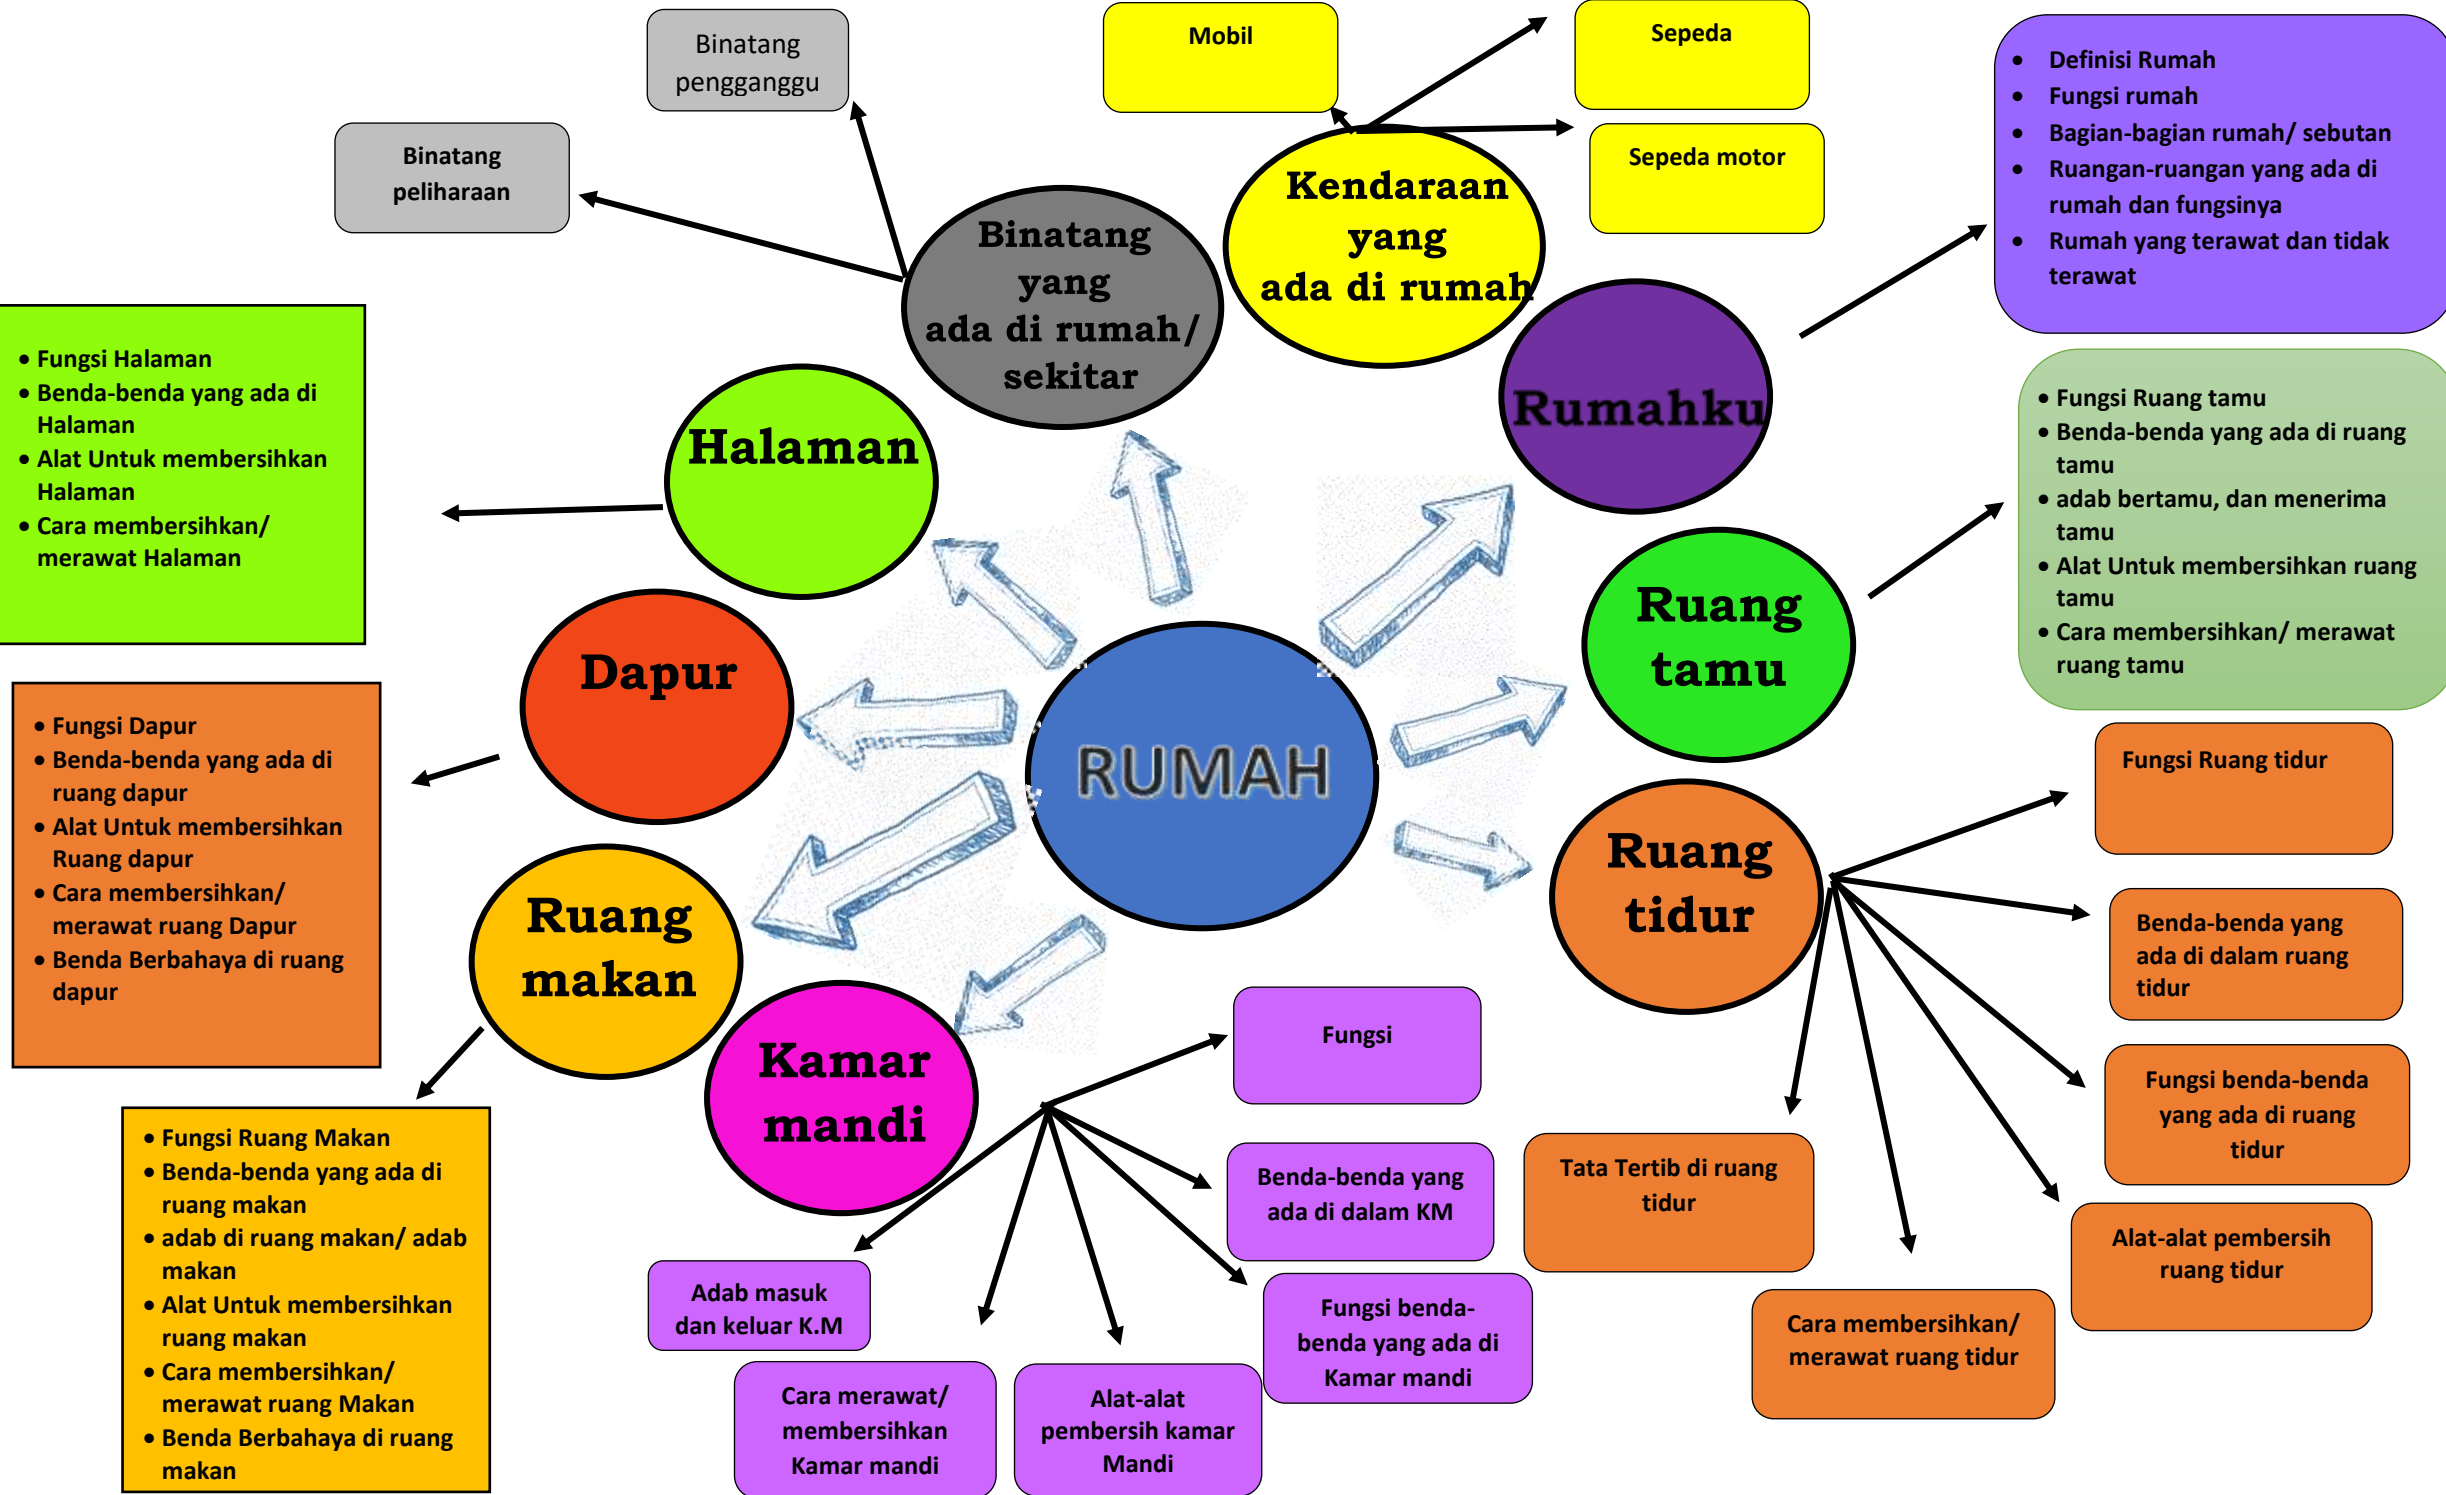 Binatang
pengganggu
Binatang
peliharaan
Mobil
Sepeda
Sepeda motor
Kendaraan
yang
ada di rumah
Binatang
yang
ada di rumah/
sekitar
• Definisi Rumah
• Fungsi rumah
• Bagian-bagian rumah/ sebutan
• Ruangan-ruangan yang ada di
rumah dan fungsinya
• Rumah yang terawat dan tidak
terawat
Rumahku
• Fungsi Halaman
• Benda-benda yang ada di
Halaman
• Alat Untuk membersihkan
Halaman
• Cara membersihkan/
merawat Halaman
Halaman
• Fungsi Ruang tamu
• Benda-benda yang ada di ruang
tamu
• adab bertamu, dan menerima
tamu
• Alat Untuk membersihkan ruang
tamu
• Cara membersihkan/ merawat
ruang tamu
Ruang
tamu
Dapur
RUMAH
• Fungsi Dapur
• Benda-benda yang ada di
ruang dapur
• Alat Untuk membersihkan
Ruang dapur
• Cara membersihkan/
merawat ruang Dapur
• Benda Berbahaya di ruang
dapur
Ruang
tidur
Fungsi Ruang tidur
Benda-benda yang
ada di dalam ruang
tidur
Fungsi benda-benda
yang ada di ruang
tidur
Alat-alat pembersih
ruang tidur
Cara membersihkan/
merawat ruang tidur
Tata Tertib di ruang
tidur
Ruang
makan
• Fungsi Ruang Makan
• Benda-benda yang ada di
ruang makan
• adab di ruang makan/ adab
makan
• Alat Untuk membersihkan
ruang makan
• Cara membersihkan/
merawat ruang Makan
• Benda Berbahaya di ruang
makan
Kamar
mandi
Fungsi
Benda-benda yang
ada di dalam KM
Fungsi benda-
benda yang ada di
Kamar mandi
Alat-alat
pembersih kamar
Mandi
Cara merawat/
membersihkan
Kamar mandi
Adab masuk
dan keluar K.M